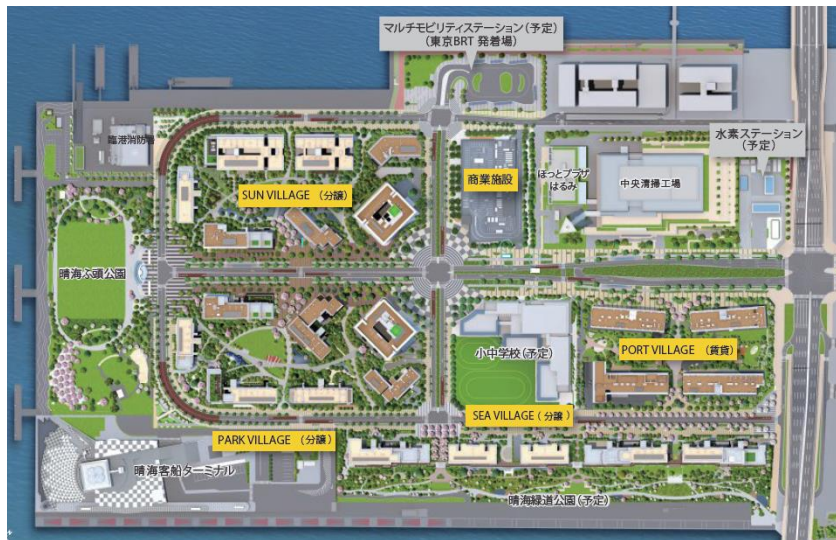 マルチモビリティステーション(予定)
(東京BRT 発着場)
臨港消防署
水素ステーション
(予定)
商業施設
ほっとプラザ
はるみ
中央清掃工場
SUN VILLAGE (分譲)
晴海ふ頭公園
小中学校(予定)
PORT VILLAGE (賃貸)
SEA VILLAGE(分譲)
PARK VILLAGE (分譲)
晴海客船ターミナル
晴海緑道公園(予定)